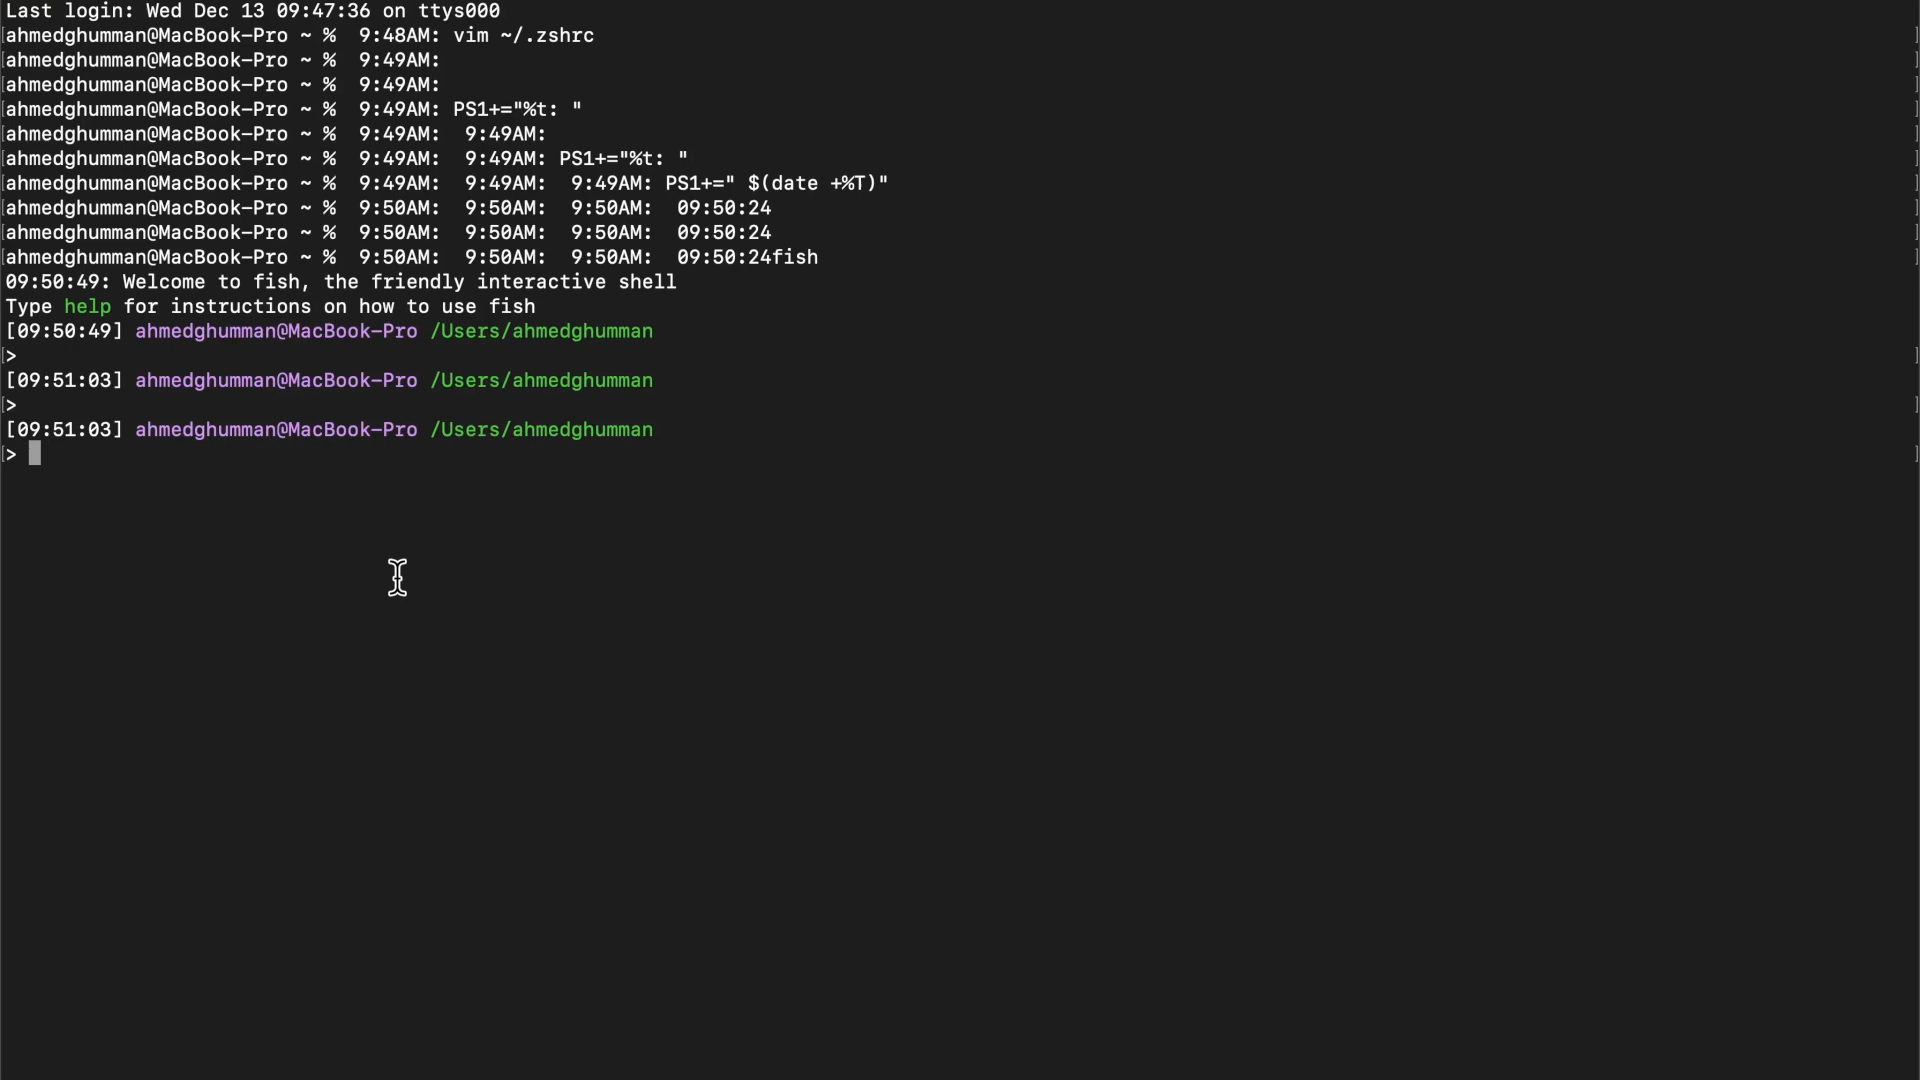 Last login: Wed Dec 13 09:47:36 on ttys000
[ahmedghumman@MacBook-Pro ~ %  9:48AM: vim ~/.zshrc ]
[ahmedghumman@MacBook-Pro ~ %  9:49AM: ]
[ahmedghumman@MacBook-Pro ~ %  9:49AM: ]
[ahmedghumman@MacBook-Pro ~ %  9:49AM: PS1+="%t: " ]
[ahmedghumman@MacBook-Pro ~ %  9:49AM:  9:49AM: ]
[ahmedghumman@MacBook-Pro ~ %  9:49AM:  9:49AM: PS1+="%t: " ]
[ahmedghumman@MacBook-Pro ~ %  9:49AM:  9:49AM:  9:49AM: PS1+=" $(date +%T)" ]
[ahmedghumman@MacBook-Pro ~ %  9:50AM:  9:50AM:  9:50AM:  09:50:24 ]
[ahmedghumman@MacBook-Pro ~ %  9:50AM:  9:50AM:  9:50AM:  09:50:24 ]
[ahmedghumman@MacBook-Pro ~ %  9:50AM:  9:50AM:  9:50AM:  09:50:24fish ]
09:50:49: Welcome to fish, the friendly interactive shell
Type help for instructions on how to use fish
[09:50:49] ahmedghumman@MacBook-Pro /Users/ahmedghumman
[> ]
[09:51:03] ahmedghumman@MacBook-Pro /Users/ahmedghumman
[> ]
[09:51:03] ahmedghumman@MacBook-Pro /Users/ahmedghumman
[> ]